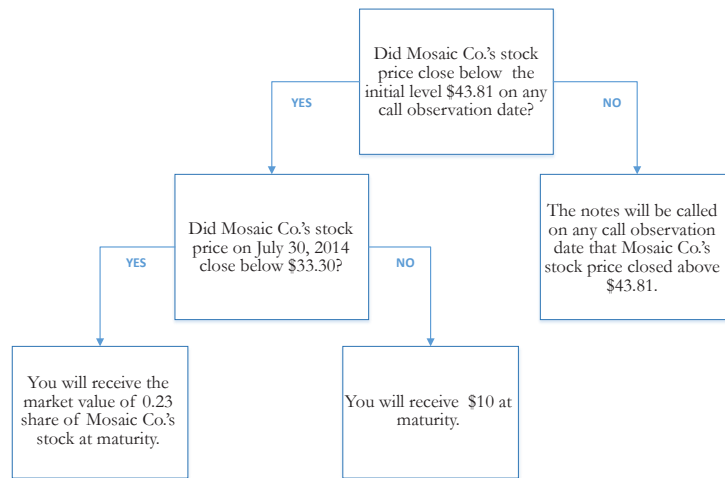 Did Mosaic Co.'s stock
price close below the
initial level $43.81 on any
call observation date?
YES
NO
Did Mosaic Co.'s stock
price on July 30, 2014
close below $33.30?
The notes will be called
on any call observation
date that Mosaic Co.'s
stock price closed above
$43.81.
YES
NO
You will receive the
market value of 0.23
share of Mosaic Co.'s
stock at maturity.
You will receive $10 at
maturity.